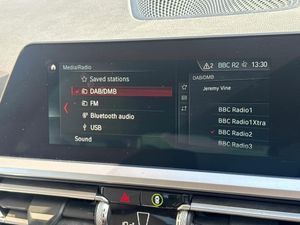 Media/Radio
2 BBC R2 13:30
Saved stations
DAB/DMB
FM
Bluetooth audio
USB
Sound
DAB/DMB
Jeremy Vine
BBC Radio1
BBC Radio1Xtra
BBC Radio2
BBC Radio3